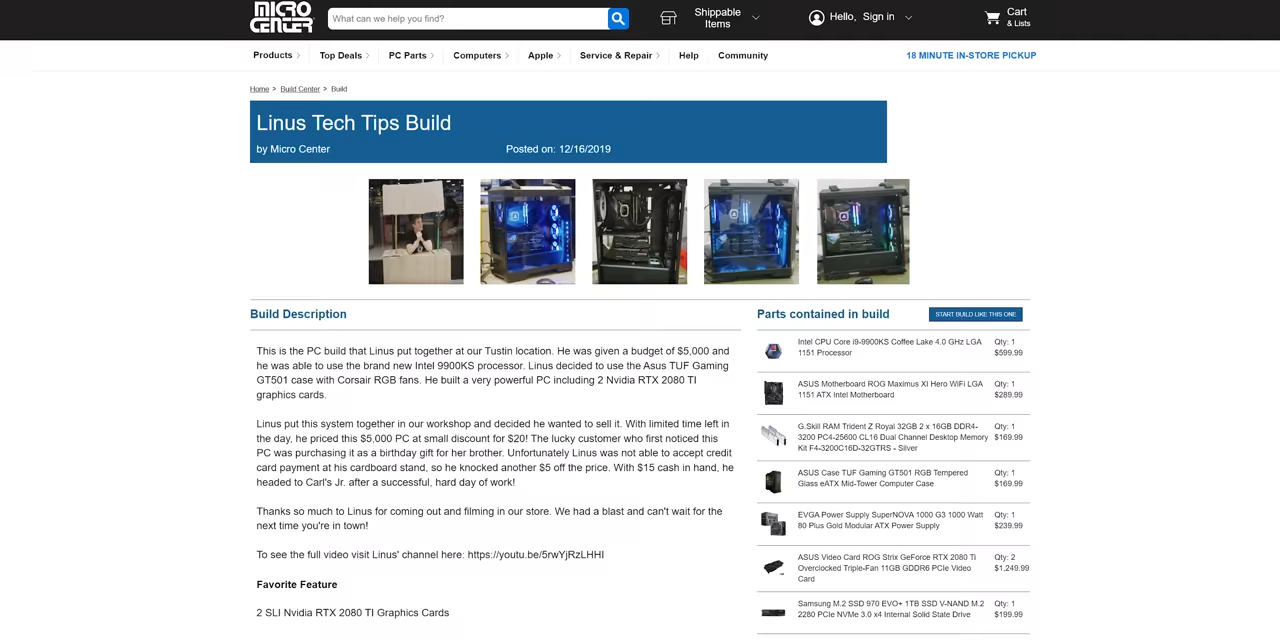 MICRO CENTER
What can we help you find?
Shippable Items
Hello, Sign in
Cart & Lists
Products
Top Deals
PC Parts
Computers
Apple
Service & Repair
Help
Community
18 MINUTE IN-STORE PICKUP
Home > Build Center > Build
Linus Tech Tips Build
by Micro Center
Posted on: 12/16/2019
Build Description
This is the PC build that Linus put together at our Tustin location. He was given a budget of $5,000 and
he was able to use the brand new Intel 9900KS processor. Linus decided to use the Asus TUF Gaming
GT501 case with Corsair RGB fans. He built a very powerful PC including 2 Nvidia RTX 2080 TI
graphics cards.
Linus put this system together in our workshop and decided he wanted to sell it. With limited time left in
the day, he priced this $5,000 PC at small discount for $20! The lucky customer who first noticed this
PC was purchasing it as a birthday gift for her brother. Unfortunately Linus was not able to accept credit
card payment at his cardboard stand, so he knocked another $5 off the price. With $15 cash in hand, he
headed to Carl's Jr. after a successful, hard day of work!
Thanks so much to Linus for coming out and filming in our store. We had a blast and can't wait for the
next time you're in town!
To see the full video visit Linus' channel here: https://youtu.be/5rwYjRzLHHI
Favorite Feature
2 SLI Nvidia RTX 2080 TI Graphics Cards
Parts contained in build
START BUILD LIKE THIS ONE
Intel CPU Core i9-9900KS Coffee Lake 4.0 GHz LGA
1151 Processor
Qty: 1
$599.99
ASUS Motherboard ROG Maximus XI Hero WiFi LGA
1151 ATX Intel Motherboard
Qty: 1
$289.99
G.Skill RAM Trident Z Royal 32GB 2 x 16GB DDR4-
3200 PC4-25600 CL16 Dual Channel Desktop Memory
Kit F4-3200C16D-32GTRS - Silver
Qty: 1
$169.99
ASUS Case TUF Gaming GT501 RGB Tempered
Glass eATX Mid-Tower Computer Case
Qty: 1
$169.99
EVGA Power Supply SuperNOVA 1000 G3 1000 Watt
80 Plus Gold Modular ATX Power Supply
Qty: 1
$239.99
ASUS Video Card ROG Strix GeForce RTX 2080 Ti
Overclocked Triple-Fan 11GB GDDR6 PCIe Video
Card
Qty: 2
$1,249.99
Samsung M.2 SSD 970 EVO+ 1TB SSD V-NAND M.2
2280 PCIe NVMe 3.0 x4 Internal Solid State Drive
Qty: 1
$199.99